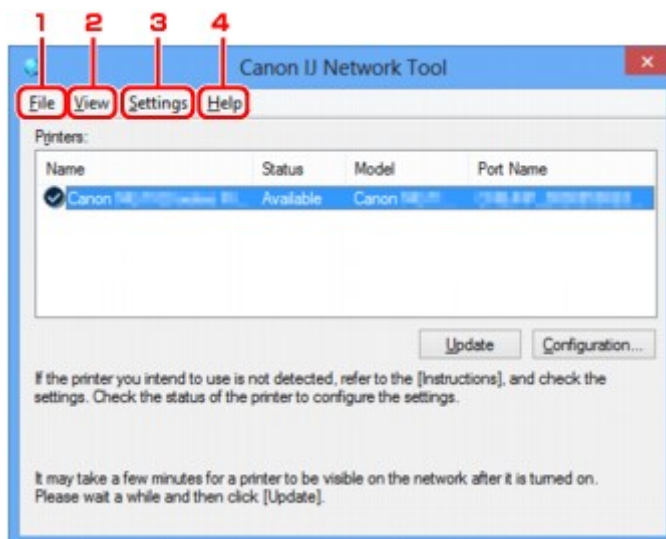 1 2 3 4
Canon IJ Network Tool
File View Settings Help
Printers:
Name Status Model Port Name
Canon Available Canon
Update Configuration...
If the printer you intend to use is not detected, refer to the [Instructions], and check the
settings. Check the status of the printer to configure the settings.
It may take a few minutes for a printer to be visible on the network after it is turned on.
Please wait a while and then click [Update].